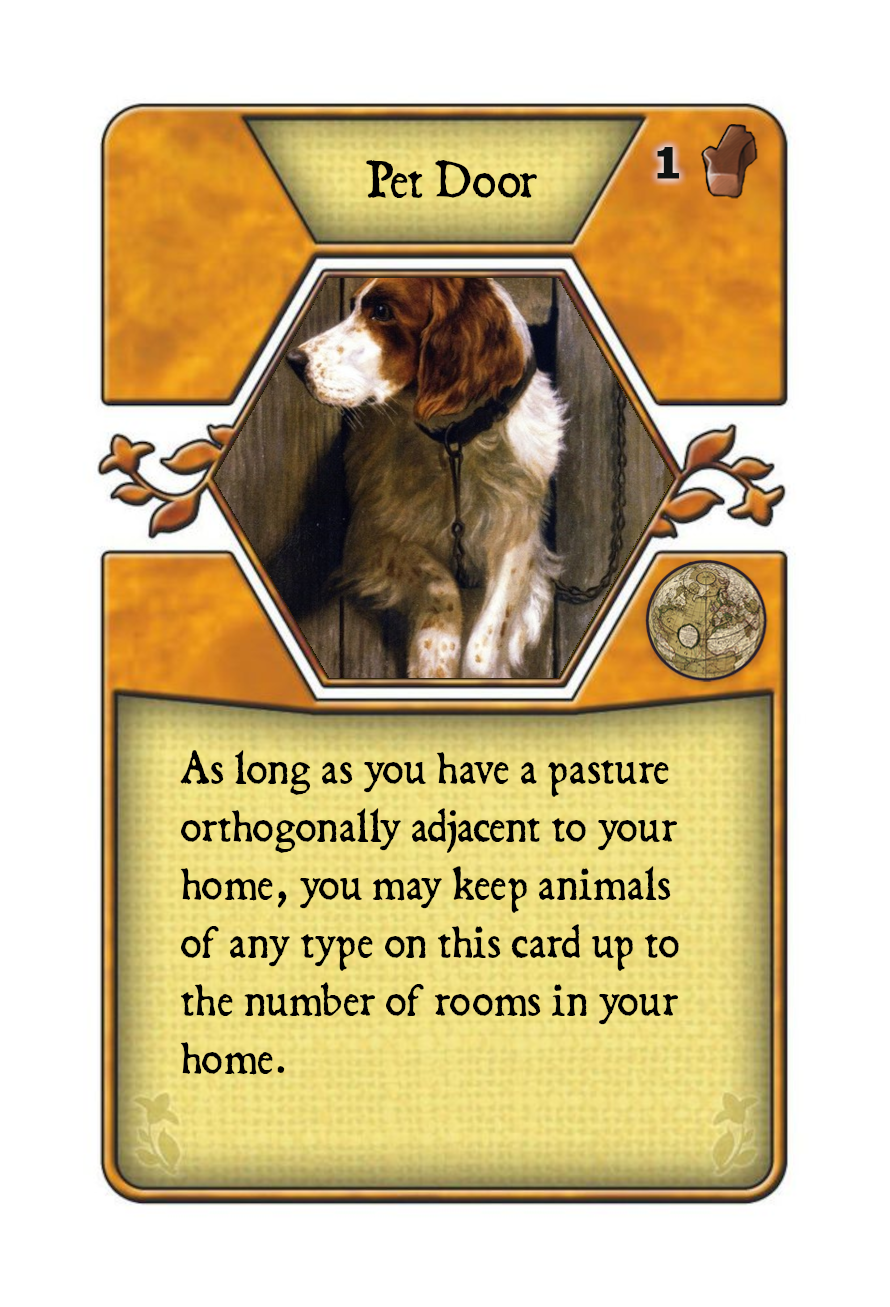 Pet Door
1
As long as you have a pasture
orthogonally adjacent to your
home, you may keep animals
of any type on this card up to
the number of rooms in your
home.